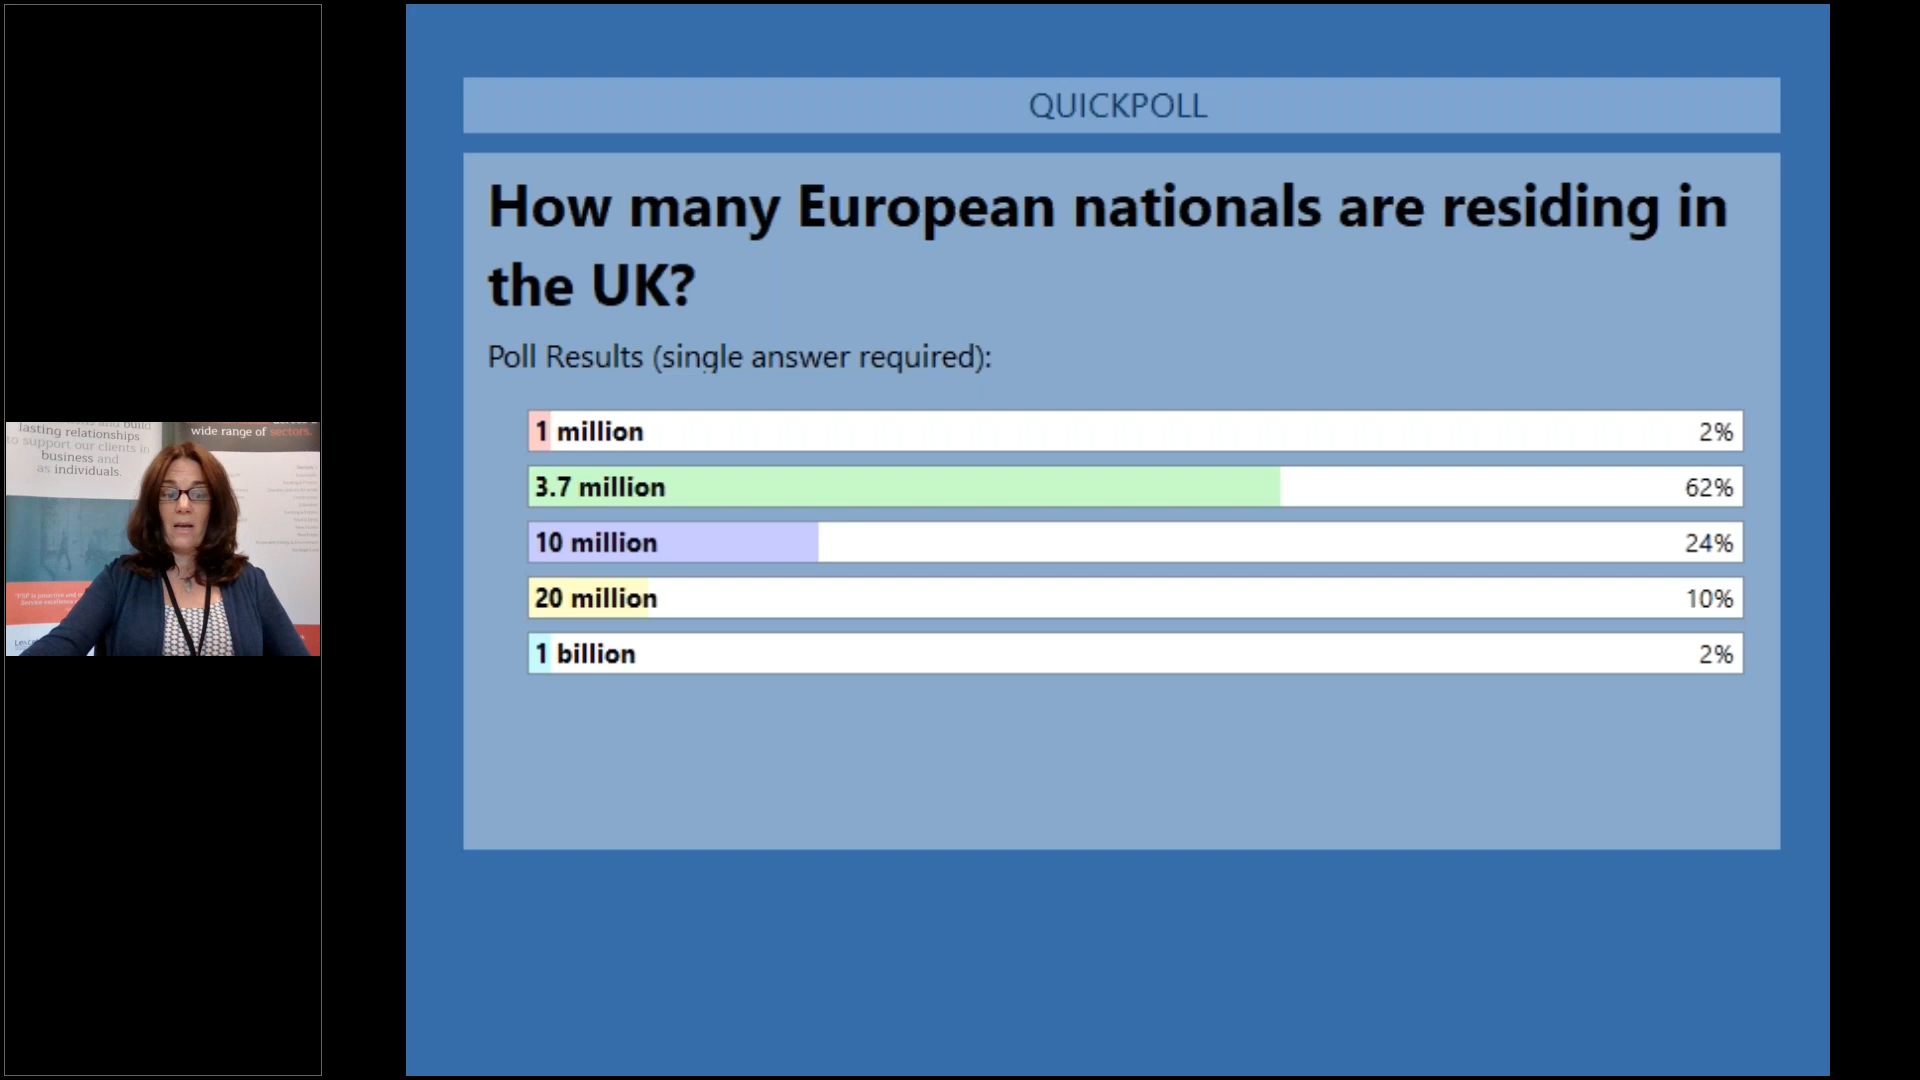 QUICKPOLL
How many European nationals are residing in
the UK?
Poll Results (single answer required):
1 million 2%
3.7 million 62%
10 million 24%
20 million 10%
1 billion 2%
and build
lasting relationships
to support our clients in
business and
as individuals.
wide range of sectors.